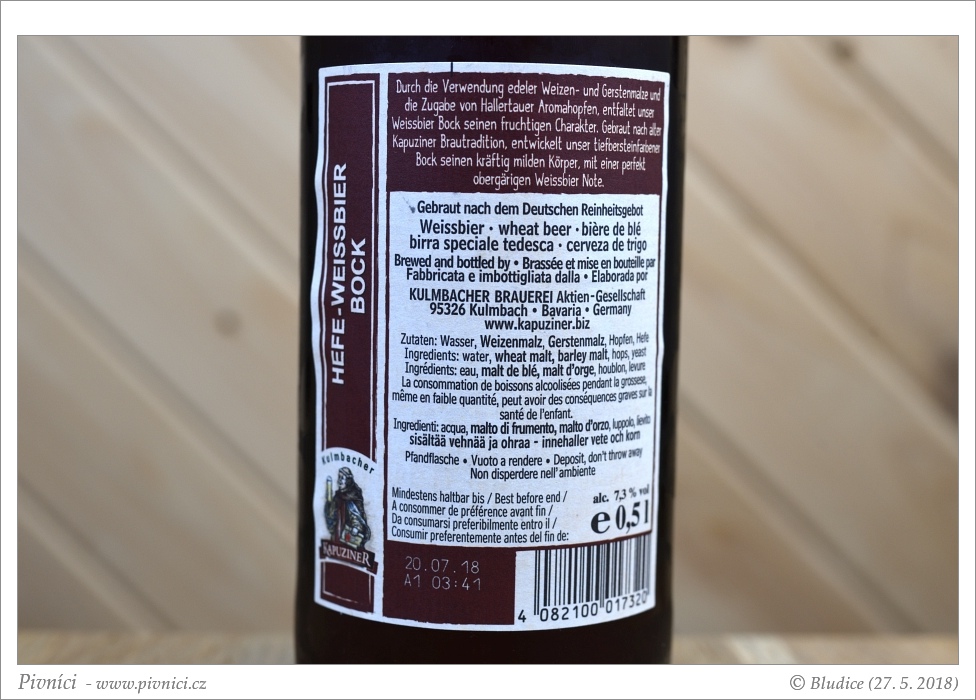 Durch die Verwendung edeler Weizen- und Gerstenmalze und
die Zugabe von Hallertauer Aromahopfen, entfaltet unser
Weissbier Bock seinen fruchtigen Charakter. Gebraut nach alter
Kapuziner Brautradition, entwickelt unser tiefbersteinfarbener
Bock seinen kräftig milden Körper, mit einer perfekt
obergärigen Weissbier Note.
HEFE-WEISSBIER
BOCK
Gebraut nach dem Deutschen Reinheitsgebot
Weissbier • wheat beer • bière de blé
birra speciale tedesca • cerveza de trigo
Brewed and bottled by • Brassée et mise en bouteille par
Fabbricata e imbottigliata dalla • Elaborada por
KULMBACHER BRAUEREI Aktien-Gesellschaft
95326 Kulmbach • Bavaria • Germany
www.kapuziner.biz
Zutaten: Wasser, Weizenmalz, Gerstenmalz, Hopfen, Hefe
Ingredients: water, wheat malt, barley malt, hops, yeast
Ingrédients: eau, malt de blé, malt d'orge, houblon, levure
La consommation de boissons alcoolisées pendant la grossese,
même en faible quantité, peut avoir des conséquences graves sur la
santé de l'enfant.
Ingredienti: acqua, malto di frumento, malto d'orzo, luppolo, lievito
sisältää vehnää ja ohraa - innehaller vete och korn
Pfandflasche • Vuoto a rendere • Deposit, don't throw away
Non disperdere nell'ambiente
Mindestens haltbar bis / Best before end /
A consommer de préférence avant fin /
Da consumarsi preferibilmente entro il /
Consumir preferentemente antes del fin de:
alc. 7,3 % vol
e 0,5l
Kulmbacher
KAPUZINER
20.07.18
A1 03:41
4 082100 017320
Pivníci - www.pivnici.cz
© Bludice (27. 5. 2018)